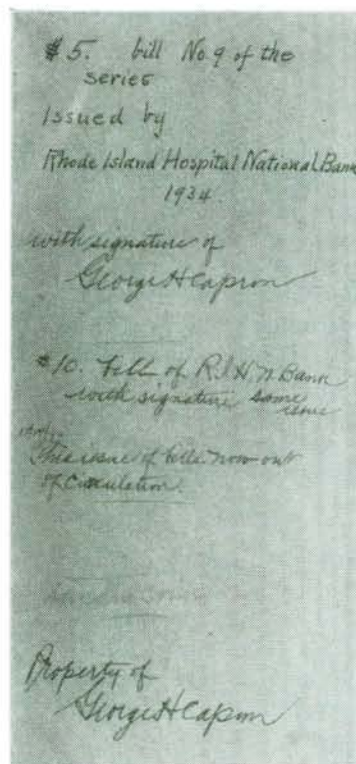 $5. bill No. 9 of the
series
Issued by
Rhode Island Hospital National Bank
1934.
with signature of
George H Capron
$10. bill of R.I.H.N. Bank
with signature same
issue
This issue of bills now out
of circulation.
Property of
George H Capron